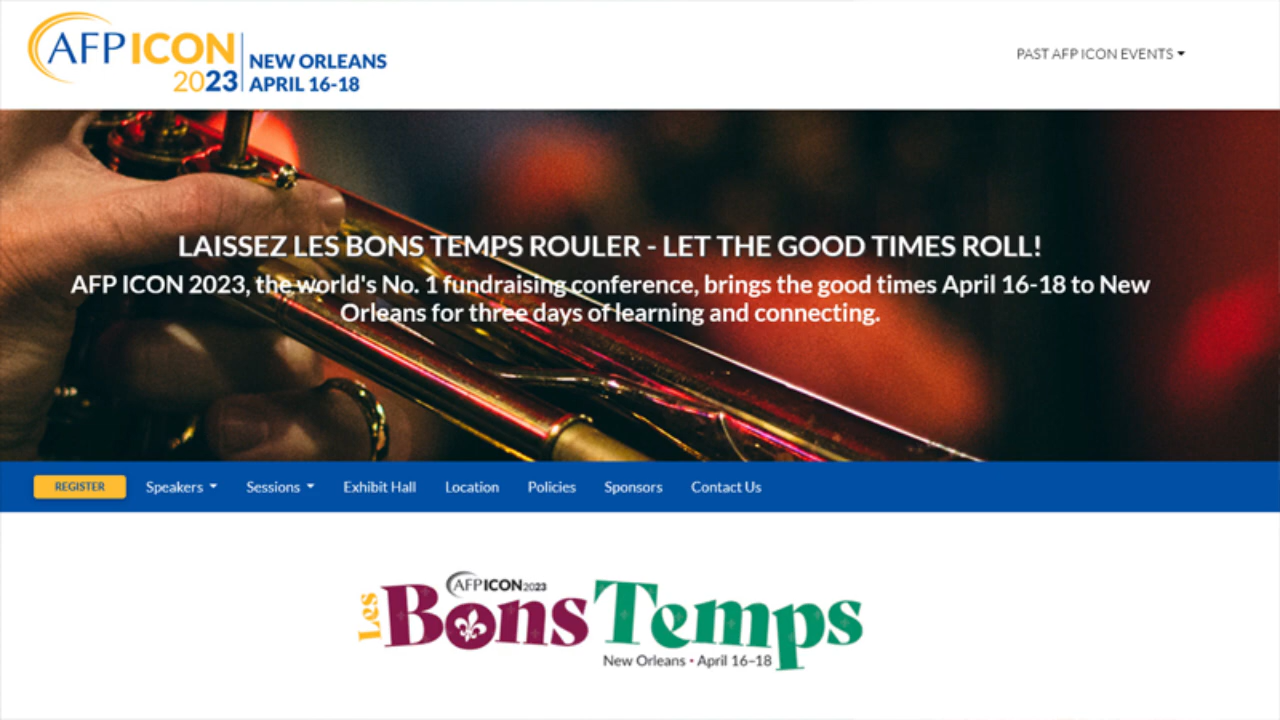 AFP ICON
2023
NEW ORLEANS
APRIL 16-18
PAST AFP ICON EVENTS
LAISSEZ LES BONS TEMPS ROULER - LET THE GOOD TIMES ROLL!
AFP ICON 2023, the world's No. 1 fundraising conference, brings the good times April 16-18 to New
Orleans for three days of learning and connecting.
REGISTER
Speakers
Sessions
Exhibit Hall
Location
Policies
Sponsors
Contact Us
AFPICON2023
Les Bons Temps
New Orleans • April 16–18